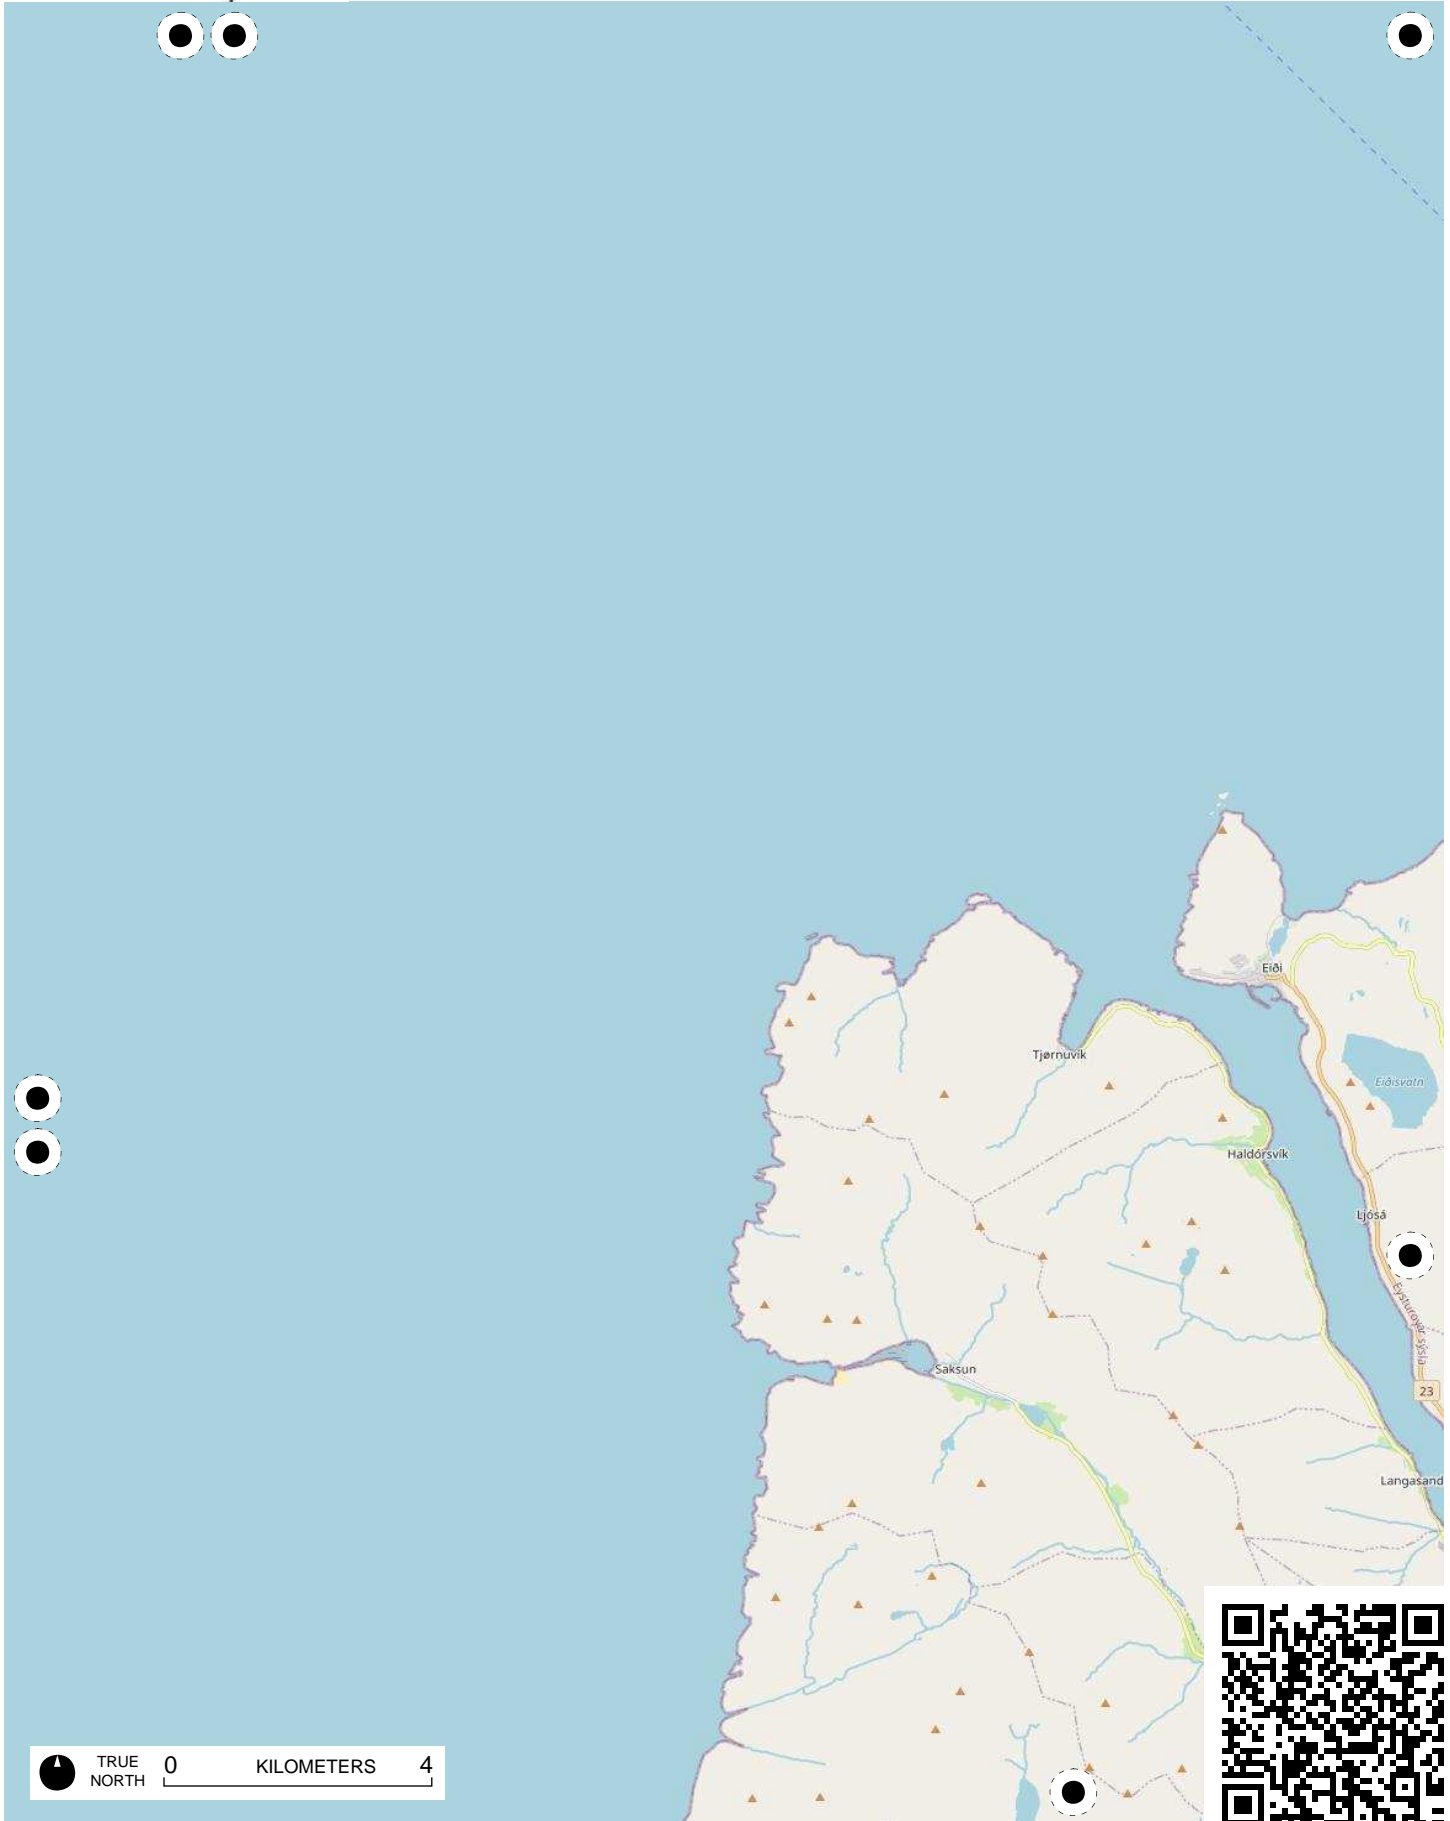 Eiði
Tjørnuvík
Eiðisvatn
Haldórsvík
Ljósá
Eysturoyar sýsla
Saksun
23
Langasand
TRUE NORTH
0 KILOMETERS 4